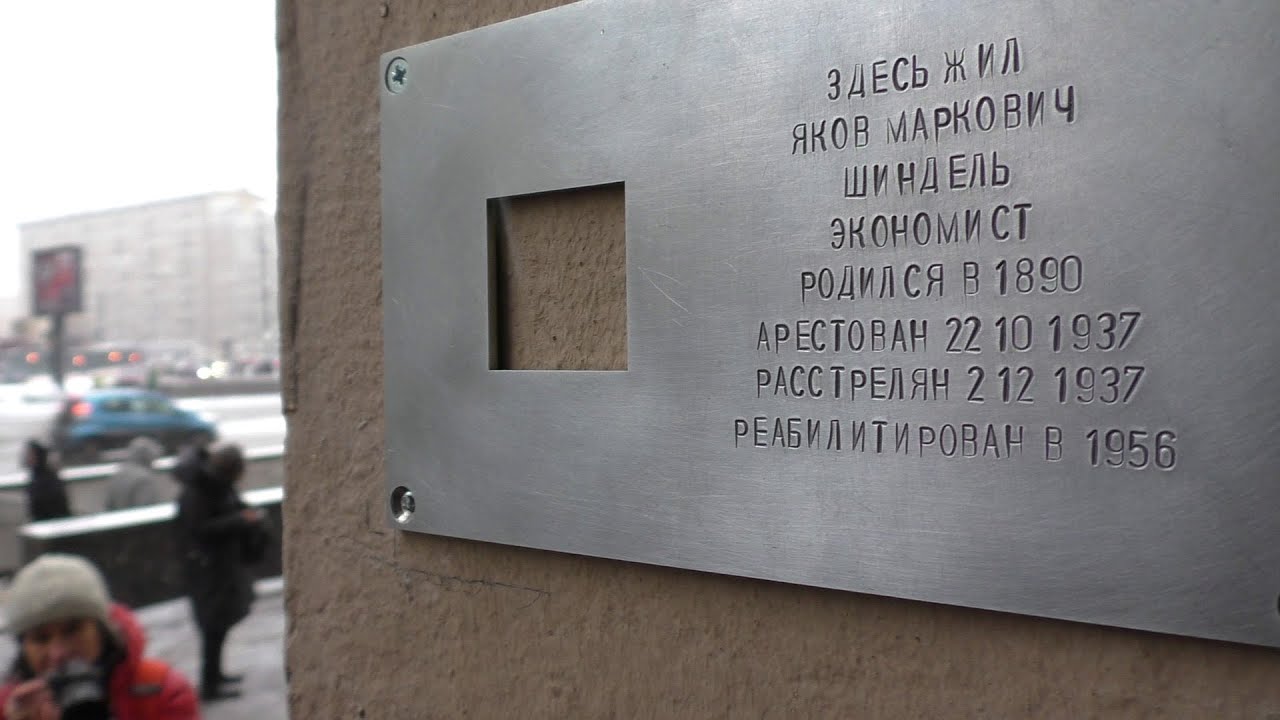 ЗДЕСЬ ЖИЛ
ЯКОВ МАРКОВИЧ
ШИНДЕЛЬ
ЭКОНОМИСТ
РОДИЛСЯ В 1890
АРЕСТОВАН 22 10 1937
РАССТРЕЛЯН 2 12 1937
РЕАБИЛИТИРОВАН В 1956